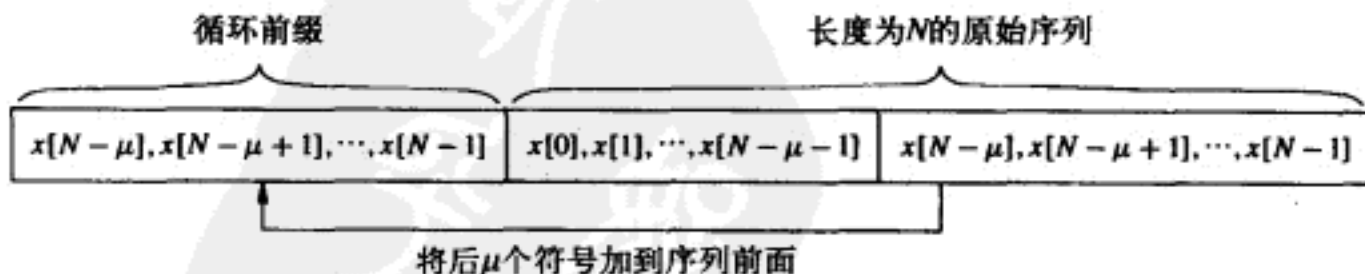 循环前缀
长度为N的原始序列
x[N − μ], x[N − μ + 1], ⋯, x[N − 1]
x[0], x[1], ⋯, x[N − μ − 1]
x[N − μ], x[N − μ + 1], ⋯, x[N − 1]
将后μ个符号加到序列前面